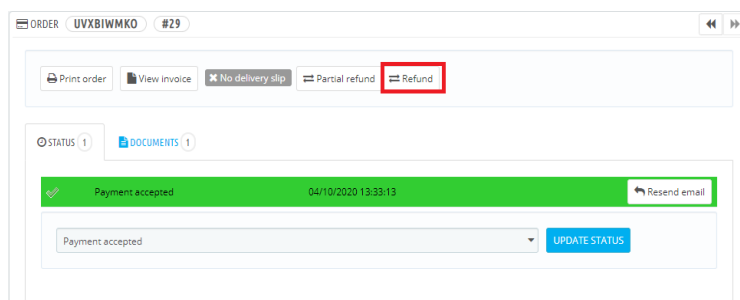 ORDER UVXBIWMKO #29
Print order View invoice No delivery slip Partial refund Refund
STATUS 1 DOCUMENTS 1
Payment accepted 04/10/2020 13:33:13 Resend email
Payment accepted UPDATE STATUS